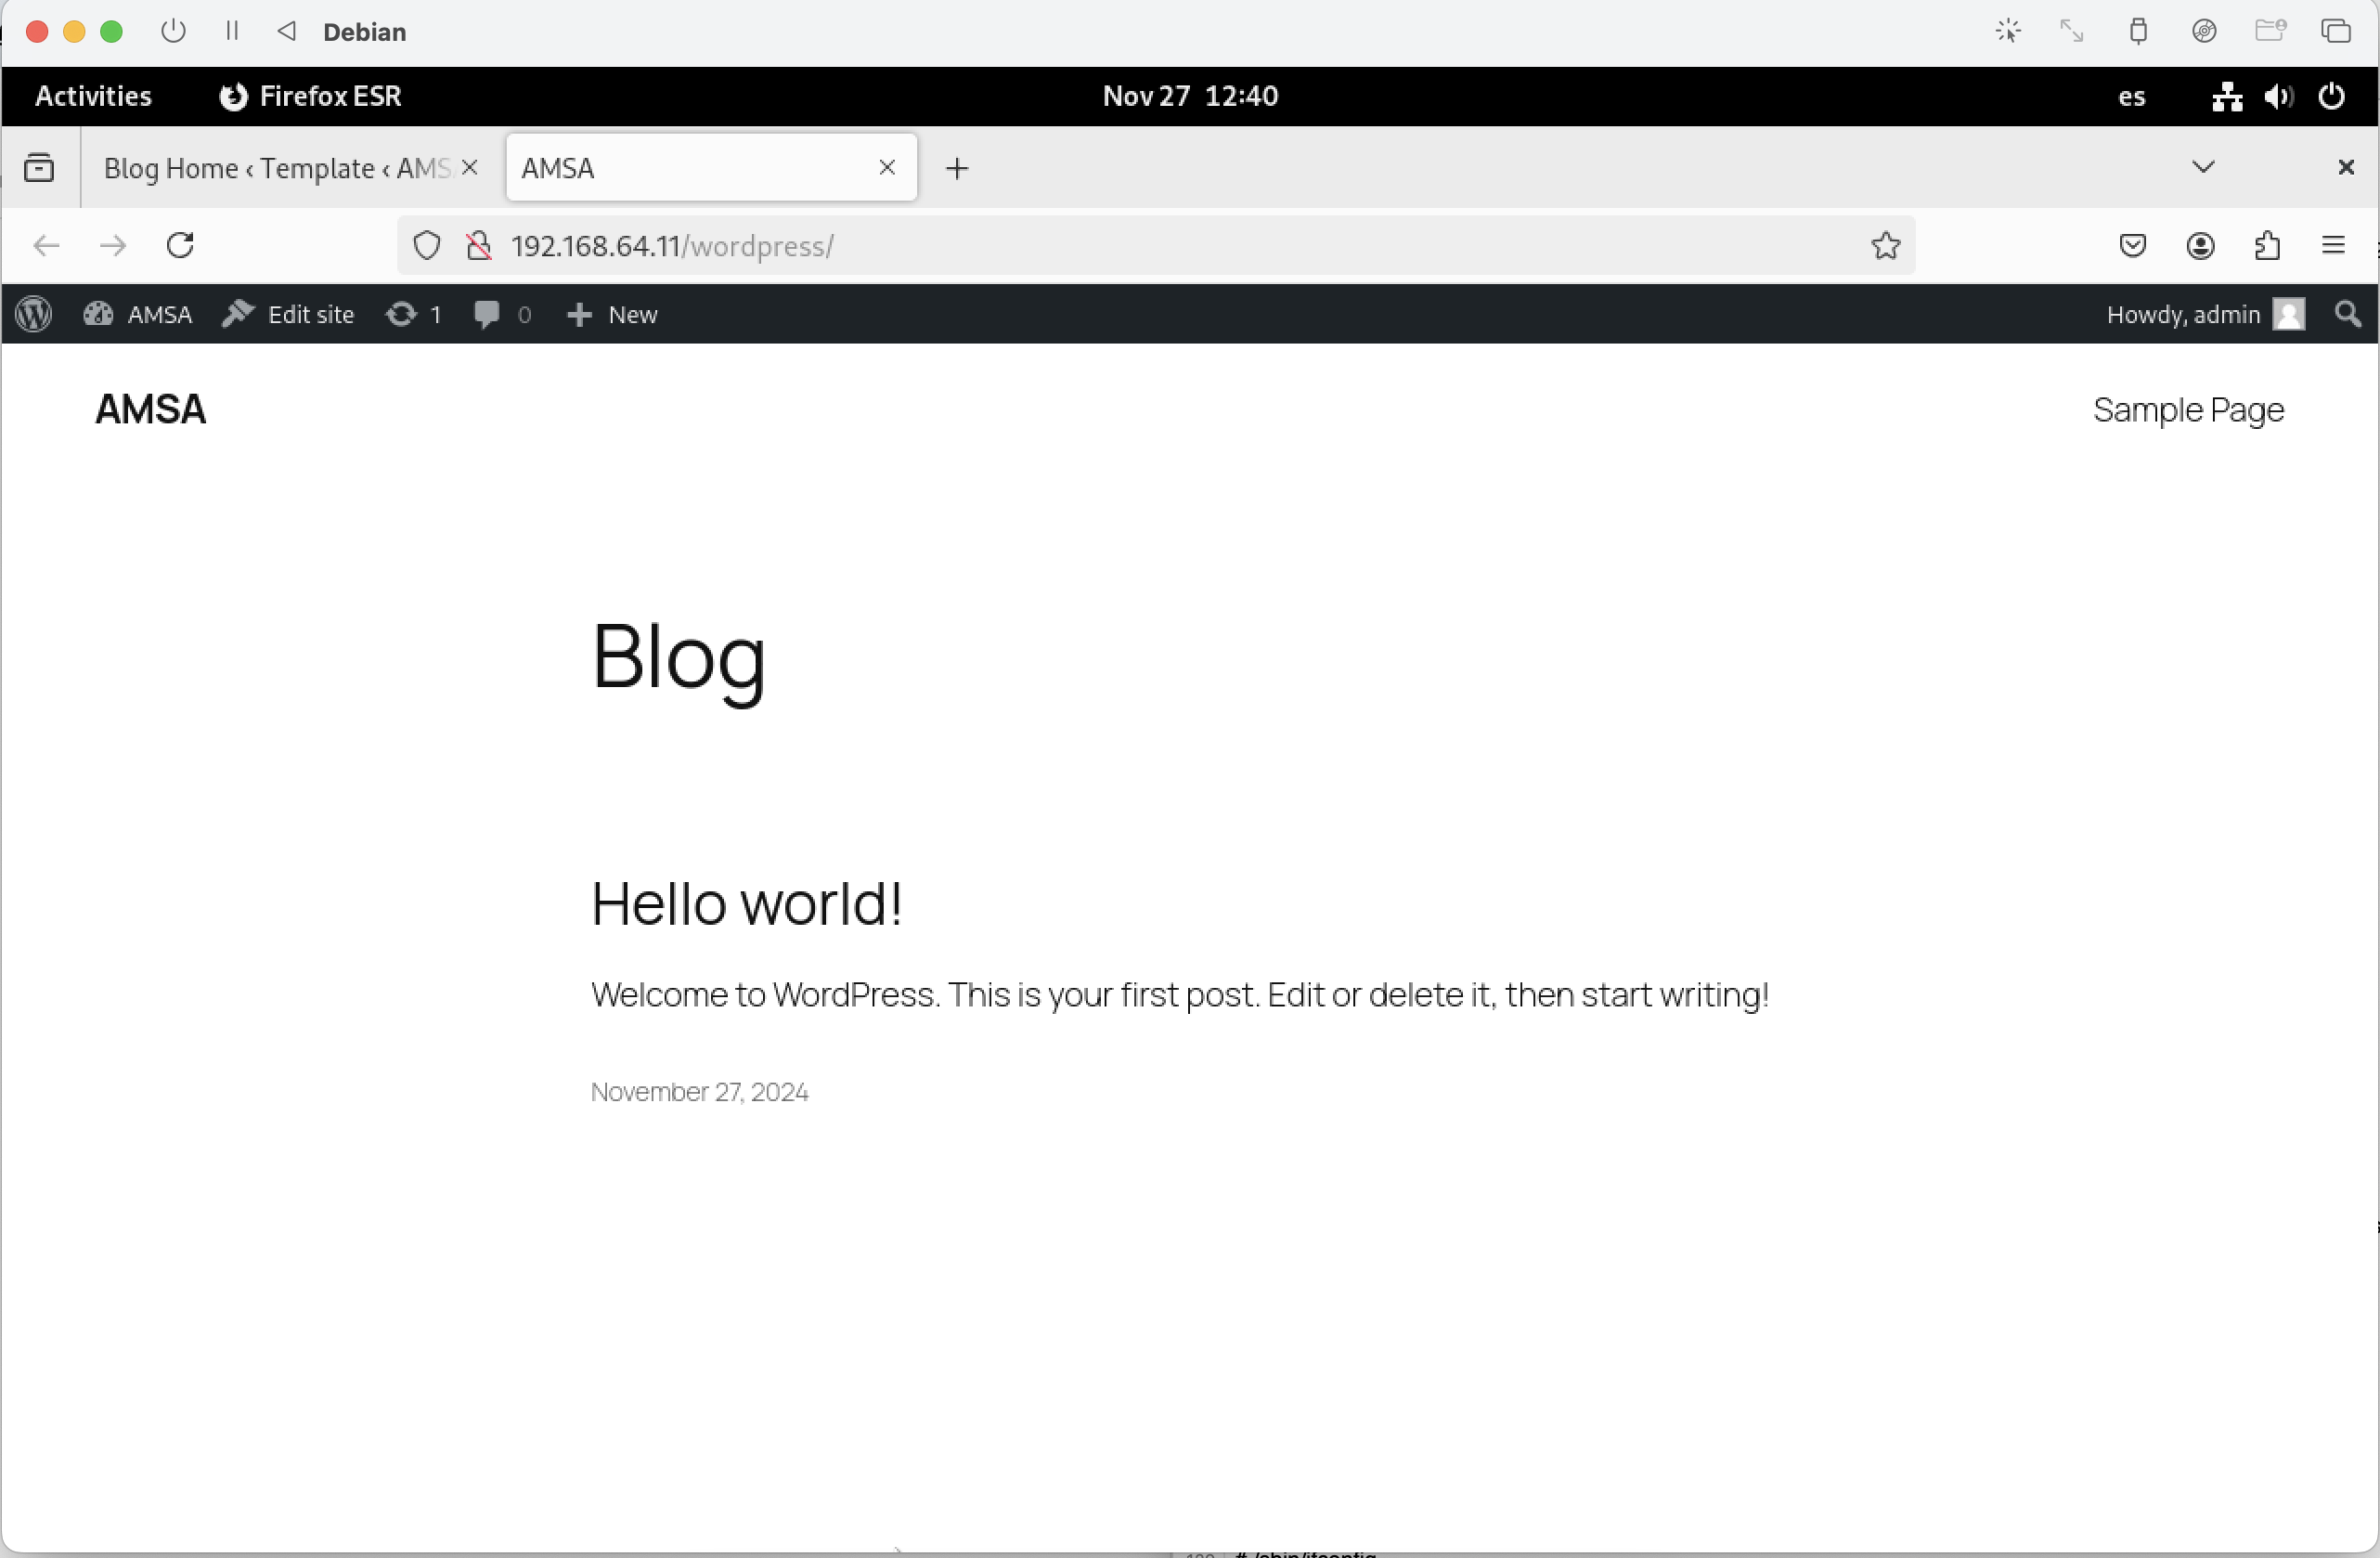 Debian
Activities Firefox ESR Nov 27 12:40 es
Blog Home ‹ Template ‹ AMS AMSA
192.168.64.11/wordpress/
AMSA Edit site 1 0 New Howdy, admin
AMSA Sample Page
Blog
Hello world!
Welcome to WordPress. This is your first post. Edit or delete it, then start writing!
November 27, 2024
# /sbin/ifconfig